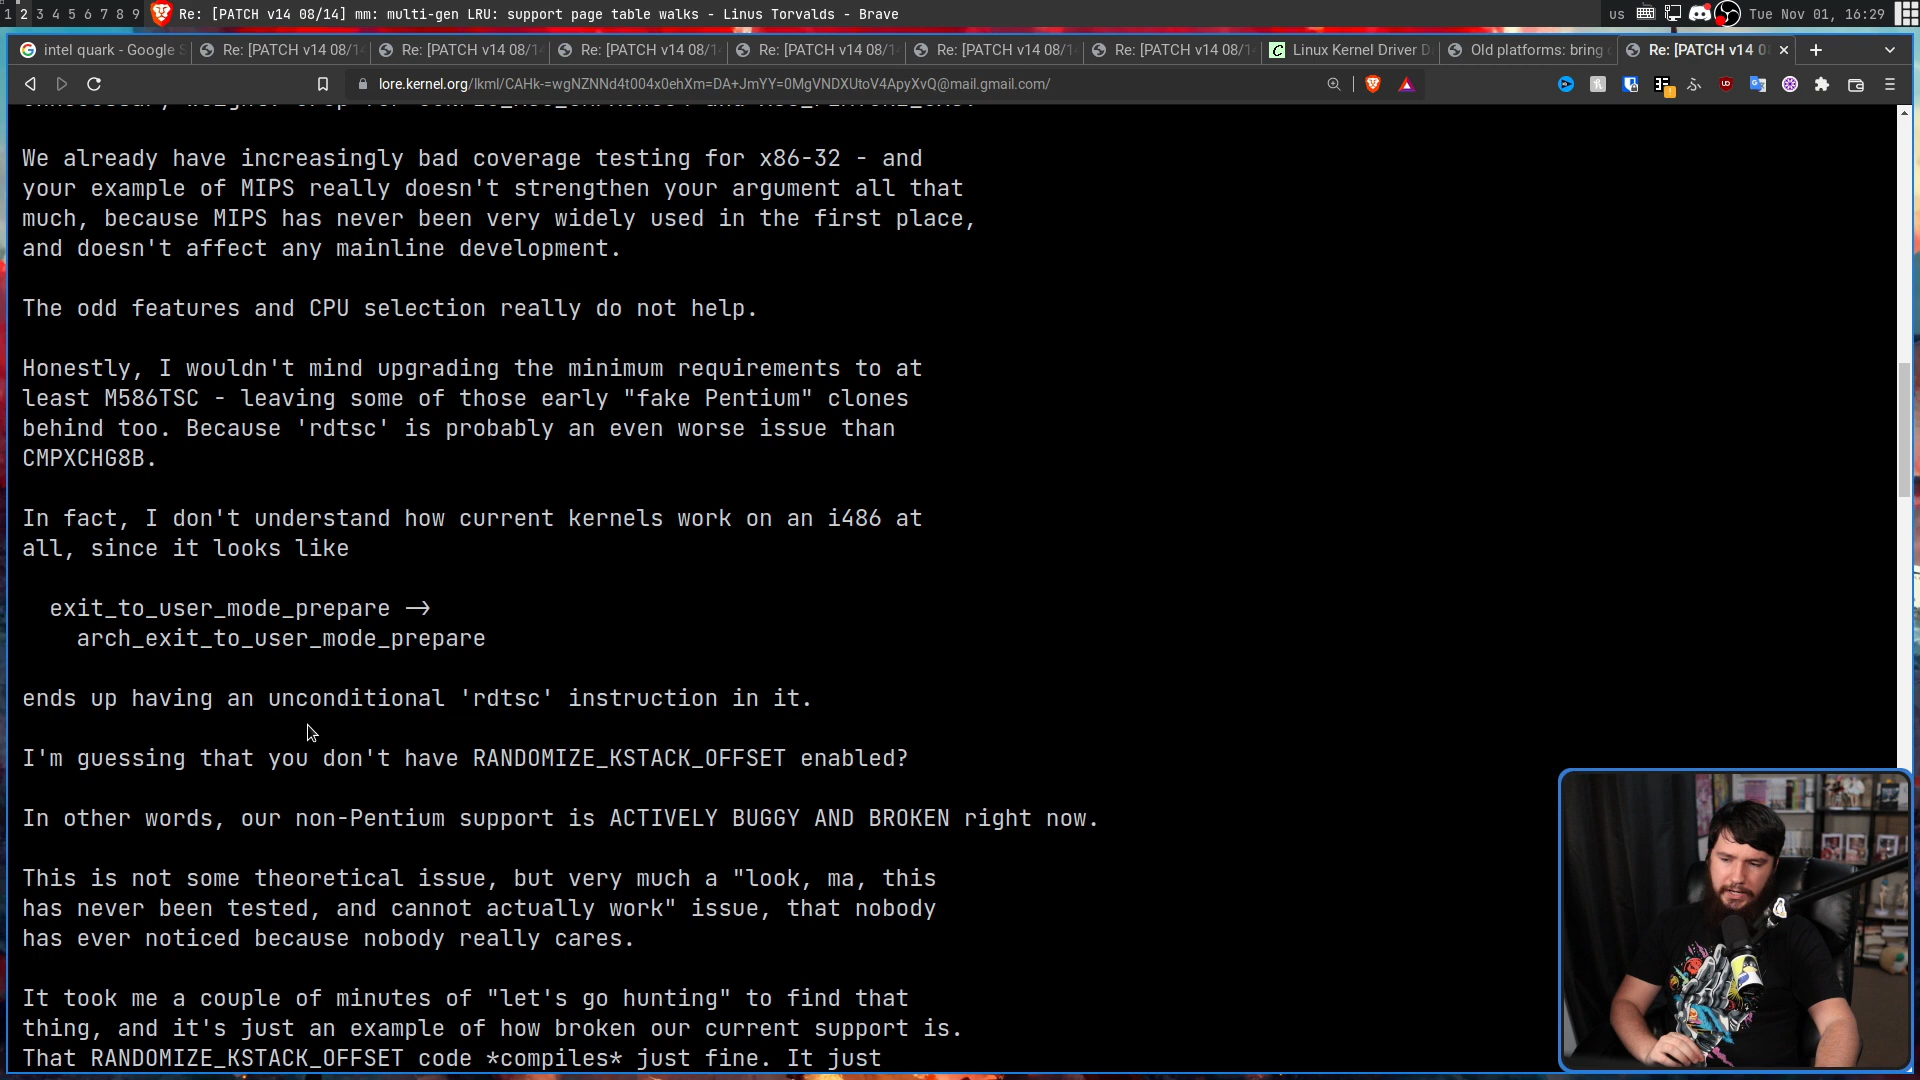 1 2 3 4 5 6 7 8 9 Re: [PATCH v14 08/14] mm: multi-gen LRU: support page table walks - Linus Torvalds - Brave us Tue Nov 01, 16:29
intel quark - Google Re: [PATCH v14 08/1 Re: [PATCH v14 08/1 Re: [PATCH v14 08/1 Re: [PATCH v14 08/1 Re: [PATCH v14 08/1 Re: [PATCH v14 08/1 Linux Kernel Driver D Old platforms: bring Re: [PATCH v14 0
lore.kernel.org/lkml/CAHk-=wgNZNNd4t004x0ehXm=DA+JmYY=0MgVNDXUtoV4ApyXvQ@mail.gmail.com/
We already have increasingly bad coverage testing for x86-32 - and
your example of MIPS really doesn't strengthen your argument all that
much, because MIPS has never been very widely used in the first place,
and doesn't affect any mainline development.
The odd features and CPU selection really do not help.
Honestly, I wouldn't mind upgrading the minimum requirements to at
least M586TSC - leaving some of those early "fake Pentium" clones
behind too. Because 'rdtsc' is probably an even worse issue than
CMPXCHG8B.
In fact, I don't understand how current kernels work on an i486 at
all, since it looks like
exit_to_user_mode_prepare ->
arch_exit_to_user_mode_prepare
ends up having an unconditional 'rdtsc' instruction in it.
I'm guessing that you don't have RANDOMIZE_KSTACK_OFFSET enabled?
In other words, our non-Pentium support is ACTIVELY BUGGY AND BROKEN right now.
This is not some theoretical issue, but very much a "look, ma, this
has never been tested, and cannot actually work" issue, that nobody
has ever noticed because nobody really cares.
It took me a couple of minutes of "let's go hunting" to find that
thing, and it's just an example of how broken our current support is.
That RANDOMIZE_KSTACK_OFFSET code *compiles* just fine. It just